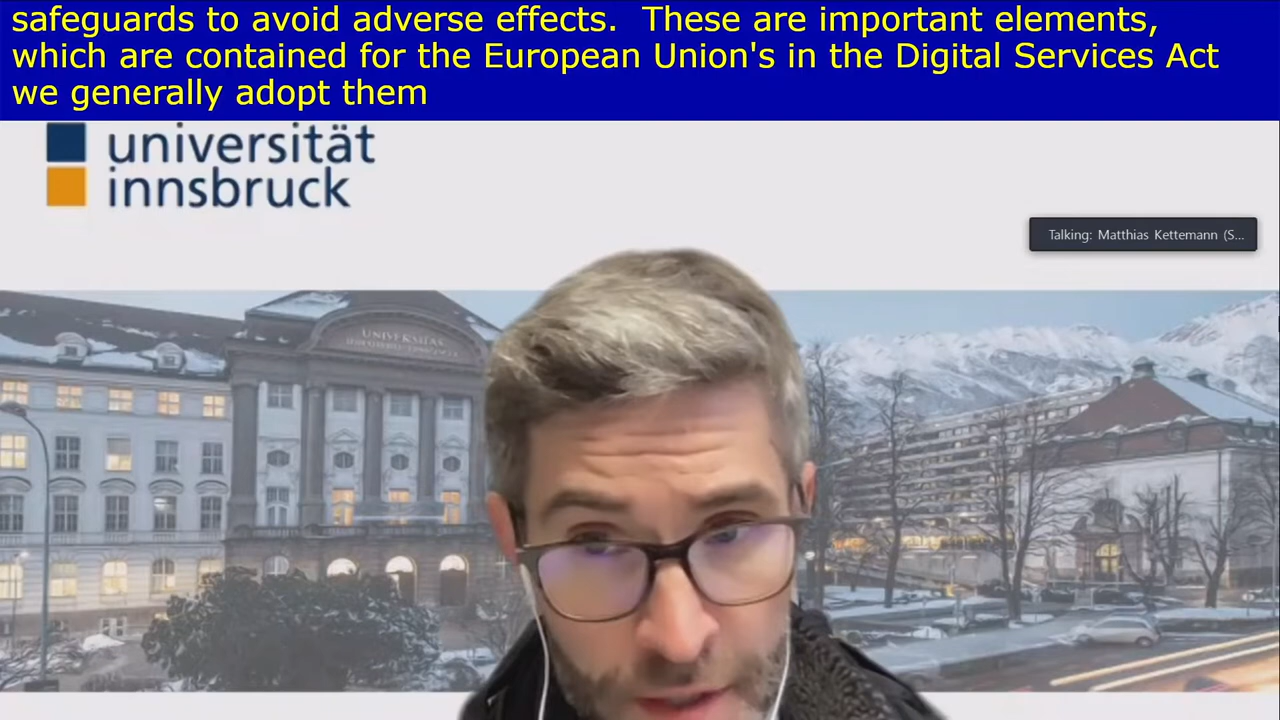 safeguards to avoid adverse effects.  These are important elements,
which are contained for the European Union's in the Digital Services Act
we generally adopt them
universität
innsbruck
Talking: Matthias Kettemann (S...
UNIVERSITAS